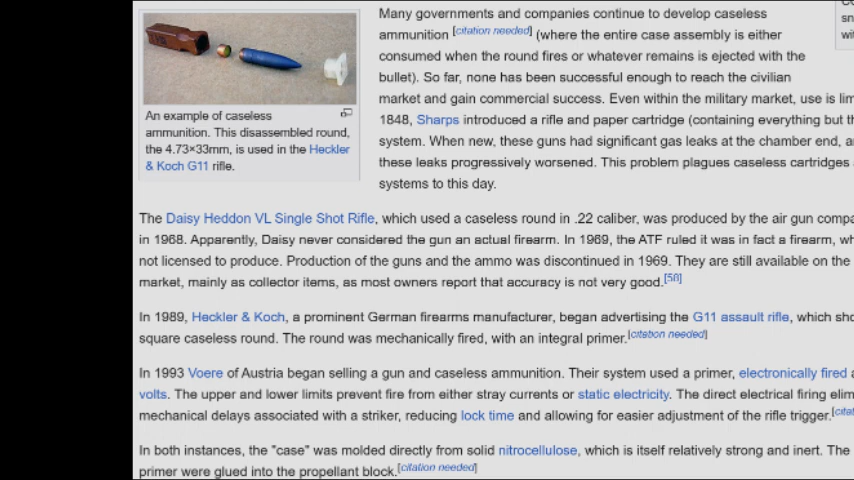 An example of caseless
ammunition. This disassembled round,
the 4.73×33mm, is used in the Heckler
& Koch G11 rifle.
Many governments and companies continue to develop caseless
ammunition [citation needed] (where the entire case assembly is either
consumed when the round fires or whatever remains is ejected with the
bullet). So far, none has been successful enough to reach the civilian
market and gain commercial success. Even within the military market, use is
1848, Sharps introduced a rifle and paper cartridge (containing everything but
system. When new, these guns had significant gas leaks at the chamber end,
these leaks progressively worsened. This problem plagues caseless cartridges
systems to this day.
The Daisy Heddon VL Single Shot Rifle, which used a caseless round in .22 caliber, was produced by the air gun
in 1968. Apparently, Daisy never considered the gun an actual firearm. In 1969, the ATF ruled it was in fact a firearm,
not licensed to produce. Production of the guns and the ammo was discontinued in 1969. They are still available on the
market, mainly as collector items, as most owners report that accuracy is not very good.[58]
In 1989, Heckler & Koch, a prominent German firearms manufacturer, began advertising the G11 assault rifle, which
square caseless round. The round was mechanically fired, with an integral primer.[citation needed]
In 1993 Voere of Austria began selling a gun and caseless ammunition. Their system used a primer, electronically fired
volts. The upper and lower limits prevent fire from either stray currents or static electricity. The direct electrical firing
mechanical delays associated with a striker, reducing lock time and allowing for easier adjustment of the rifle trigger.
In both instances, the "case" was molded directly from solid nitrocellulose, which is itself relatively strong and inert. The
primer were glued into the propellant block.[citation needed]